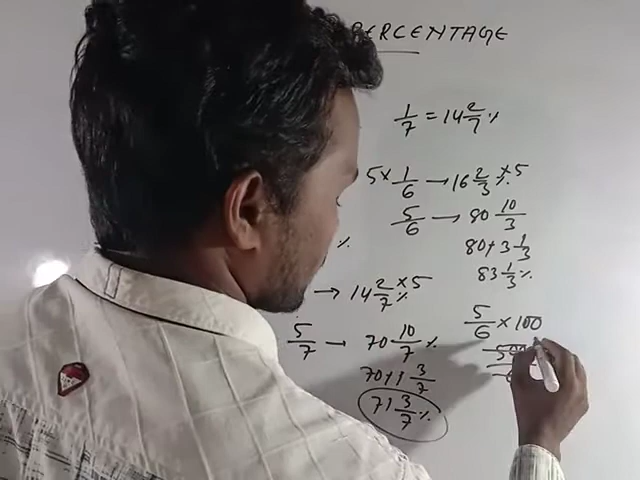 PERCENTAGE
1/7 = 14 2/7 %
5× 1/6 → 16 2/3 % ×5
5/6 → 80 10/3
80+3 1/3
83 1/3 %
%
→ 14 2/7 % ×5
5/7 → 70 10/7 %
70+1 3/7
71 3/7 %
5/6 × 100
500